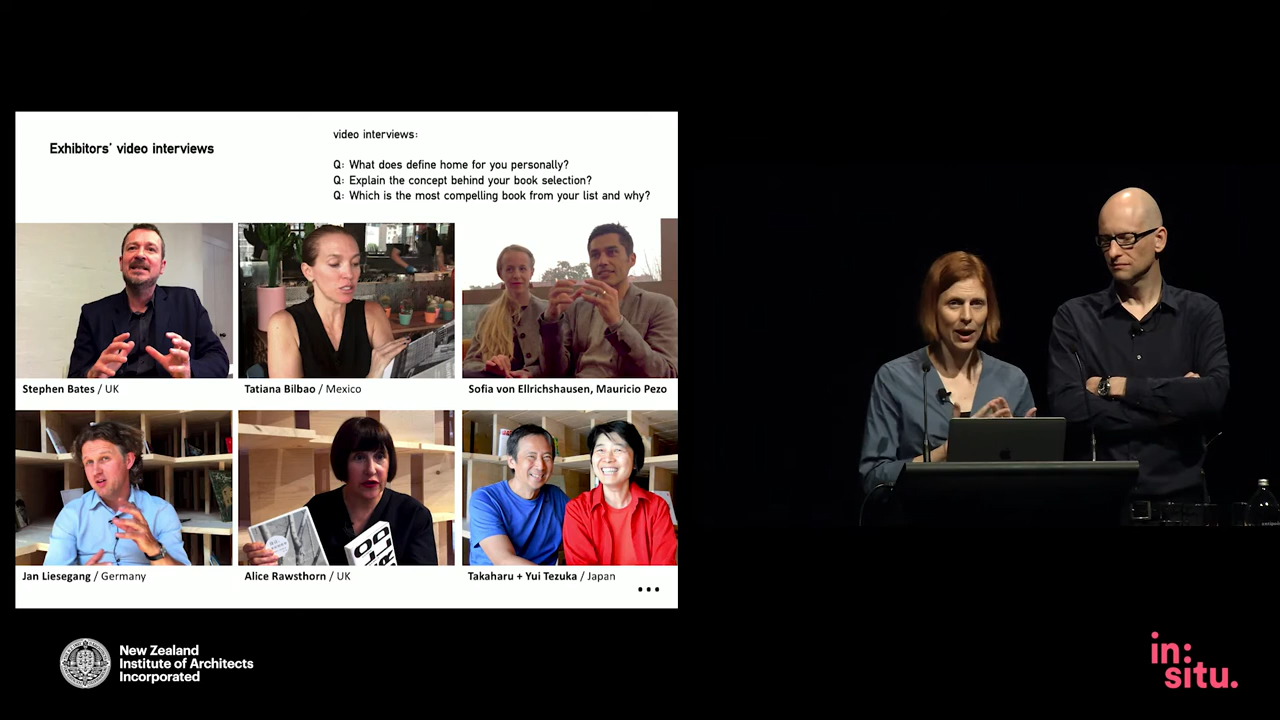 Exhibitors' video interviews
video interviews:
Q: What does define home for you personally?
Q: Explain the concept behind your book selection?
Q: Which is the most compelling book from your list and why?
Stephen Bates / UK
Tatiana Bilbao / Mexico
Sofia von Ellrichshausen, Mauricio Pezo
Jan Liesegang / Germany
Alice Rawsthorn / UK
Takaharu + Yui Tezuka / Japan
...
New Zealand
Institute of Architects
Incorporated
in:
situ.